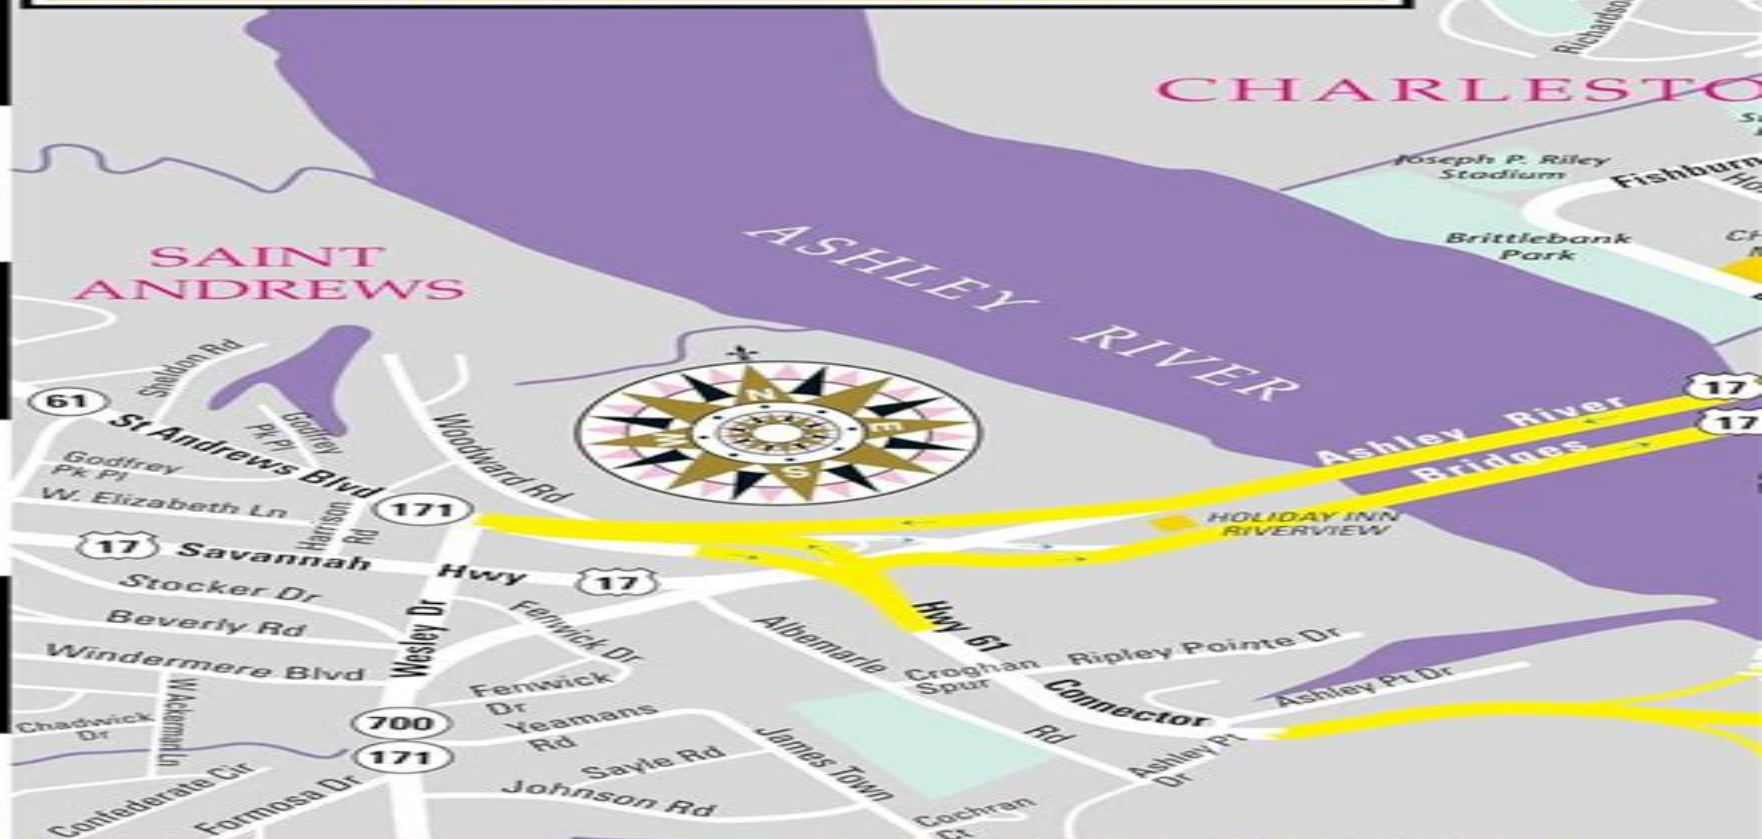 Richardso
CHARLESTO
Joseph P. Riley
Stadium
Fishburn
Brittlebank
Park
SAINT
ANDREWS
ASHLEY RIVER
Sheldon Rd
61
St Andrews Blvd
Godfrey
Pk Pl
Godfrey
Pk Pl
Woodward Rd
N
E
S
W
17
17
Ashley River
Bridges
W. Elizabeth Ln
171
Harrison
Rd
HOLIDAY INN
RIVERVIEW
17
Savannah Hwy
17
Stocker Dr
Beverly Rd
Windermere Blvd
Wesley Dr
Fenwick Dr
Albemarle
Rd
Hwy 61
Connector
Croghan
Spur
Ripley Pointe Dr
Ashley Pt Dr
Fenwick
Dr
W Ackerman Ln
Chadwick
Dr
700
171
Yeamans
Rd
Sayle Rd
James Town
Ashley Pt
Dr
Confederate Cir
Formosa Dr
Johnson Rd
Cochran
Ct